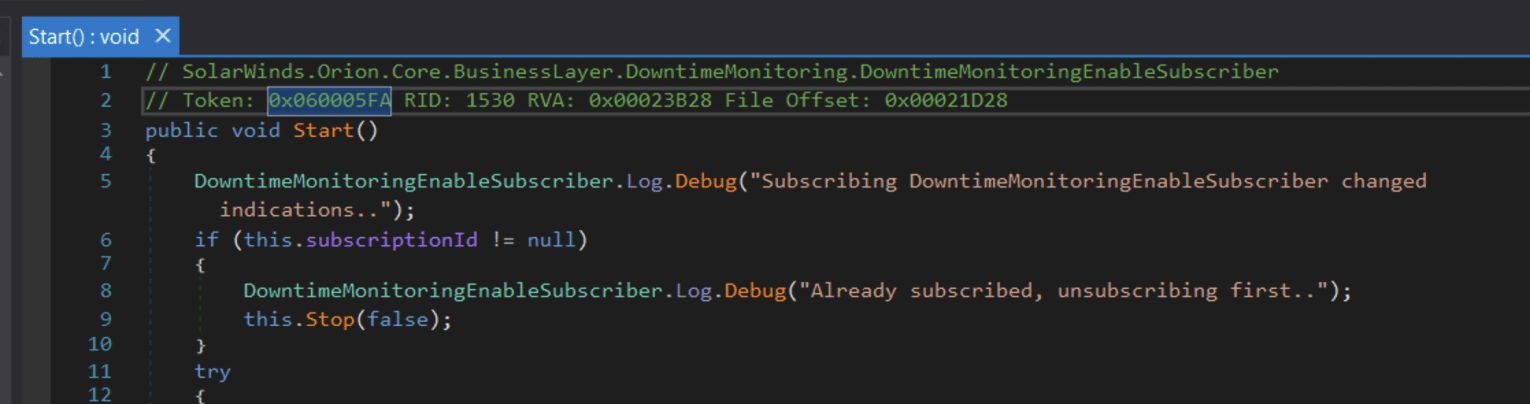 Start() : void ✕
1 // SolarWinds.Orion.Core.BusinessLayer.DowntimeMonitoring.DowntimeMonitoringEnableSubscriber
2 // Token: 0x060005FA RID: 1530 RVA: 0x00023B28 File Offset: 0x00021D28
3 public void Start()
4 {
5 DowntimeMonitoringEnableSubscriber.Log.Debug("Subscribing DowntimeMonitoringEnableSubscriber changed
indications..");
6 if (this.subscriptionId != null)
7 {
8 DowntimeMonitoringEnableSubscriber.Log.Debug("Already subscribed, unsubscribing first..");
9 this.Stop(false);
10 }
11 try
12 {